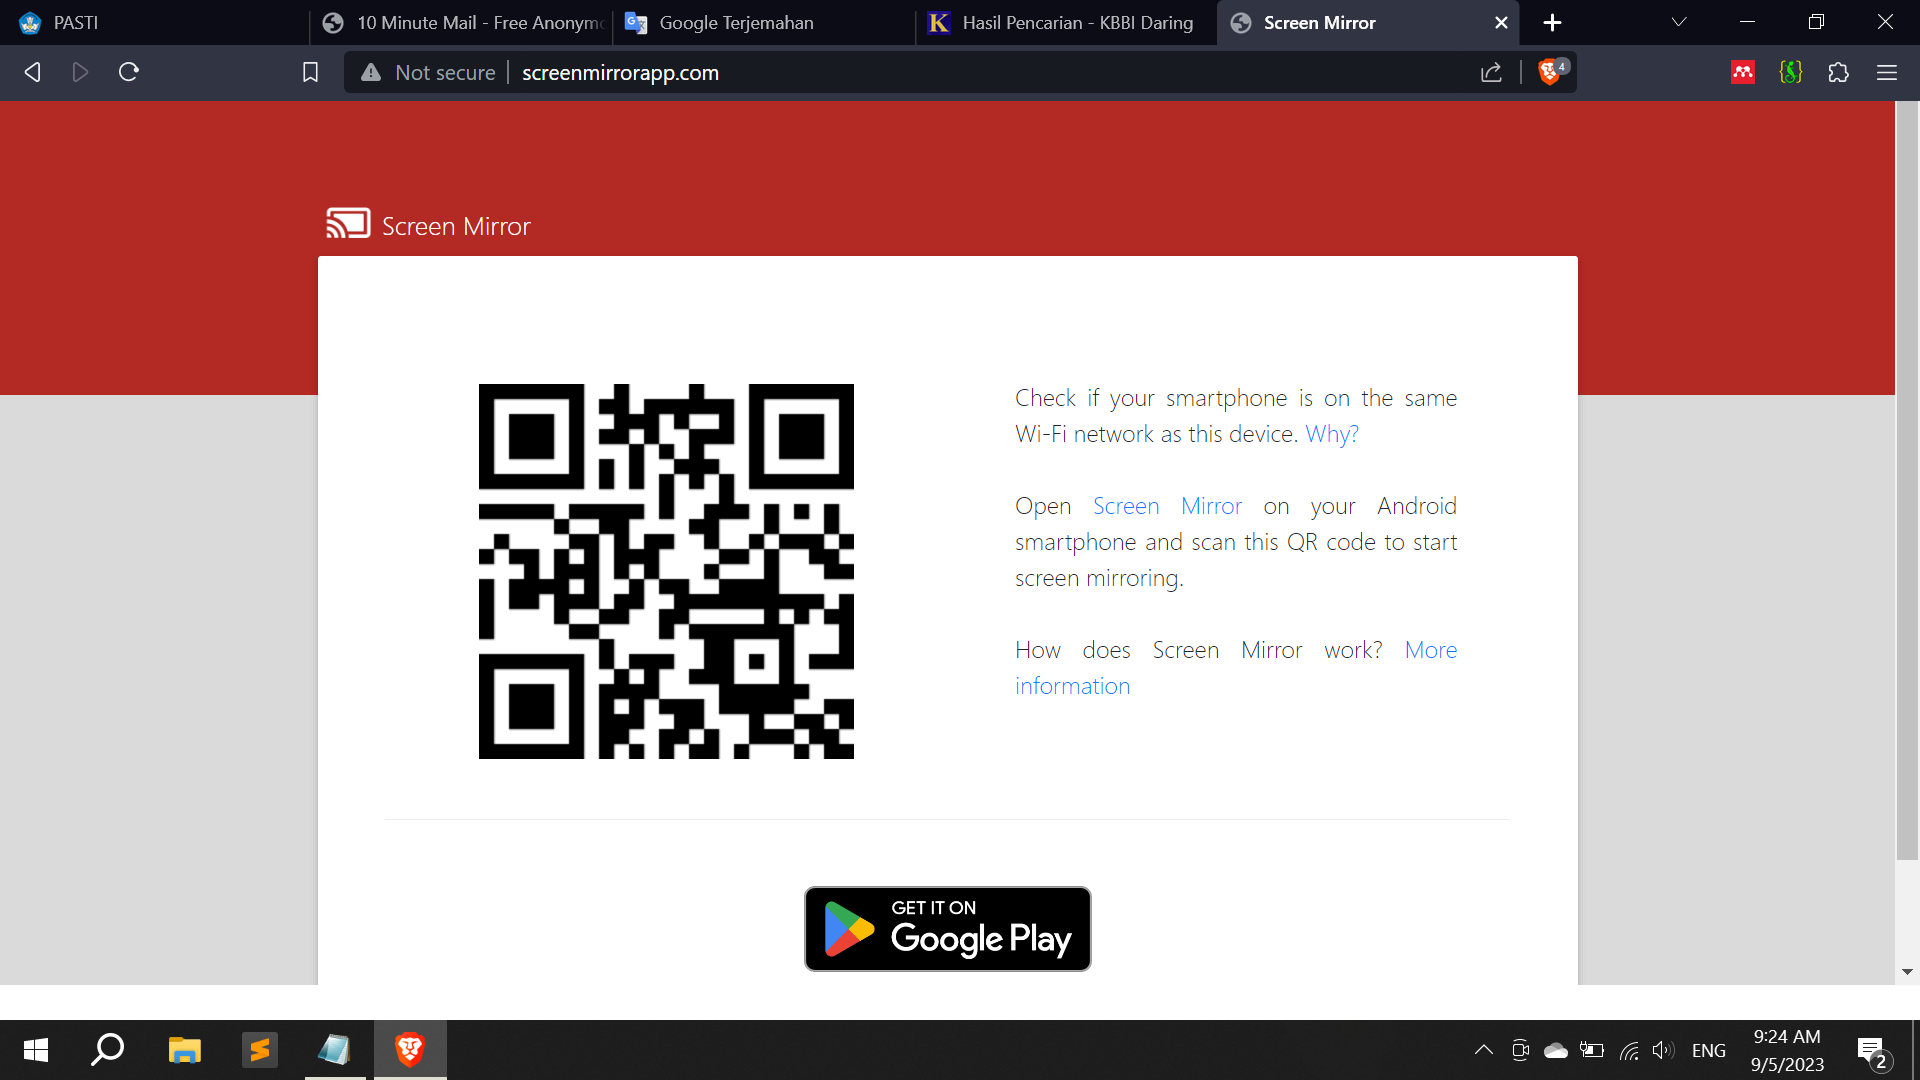 PASTI
10 Minute Mail - Free Anonym
Google Terjemahan
Hasil Pencarian - KBBI Daring
Screen Mirror
Not secure
screenmirrorapp.com
4
Screen Mirror
Check if your smartphone is on the same
Wi-Fi network as this device. Why?
Open Screen Mirror on your Android
smartphone and scan this QR code to start
screen mirroring.
How does Screen Mirror work? More
information
GET IT ON
Google Play
ENG
9:24 AM
9/5/2023
2